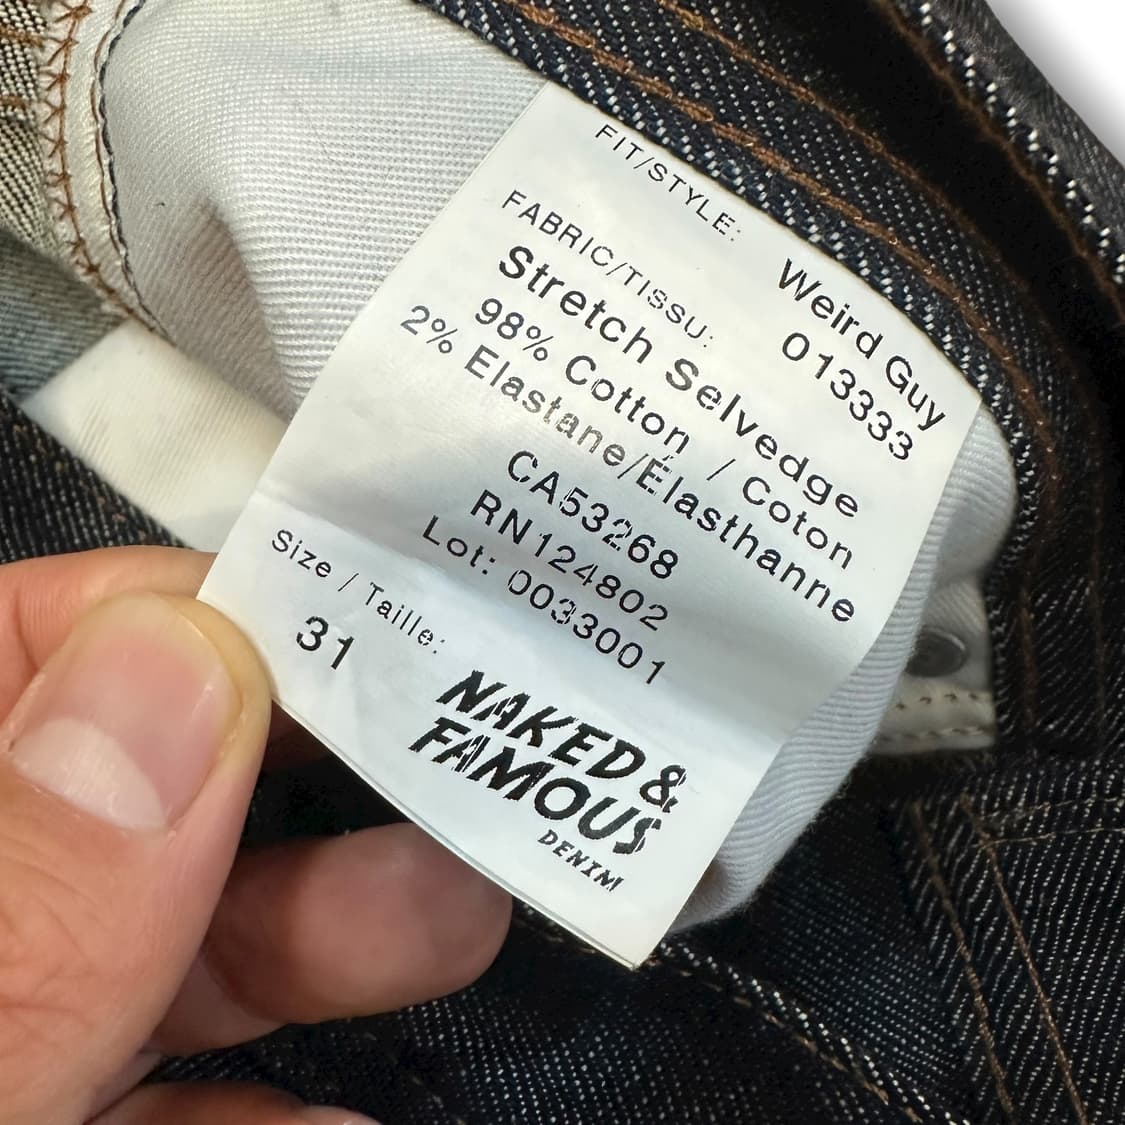 FIT/STYLE:
Weird Guy
013333
FABRIC/TISSU:
Stretch Selvedge
98% Cotton / Coton
2% Elastane/Élasthanne
CA53268
RN124802
Lot: 0033001
Size / Taille:
31
NAKED &
FAMOUS
DENIM